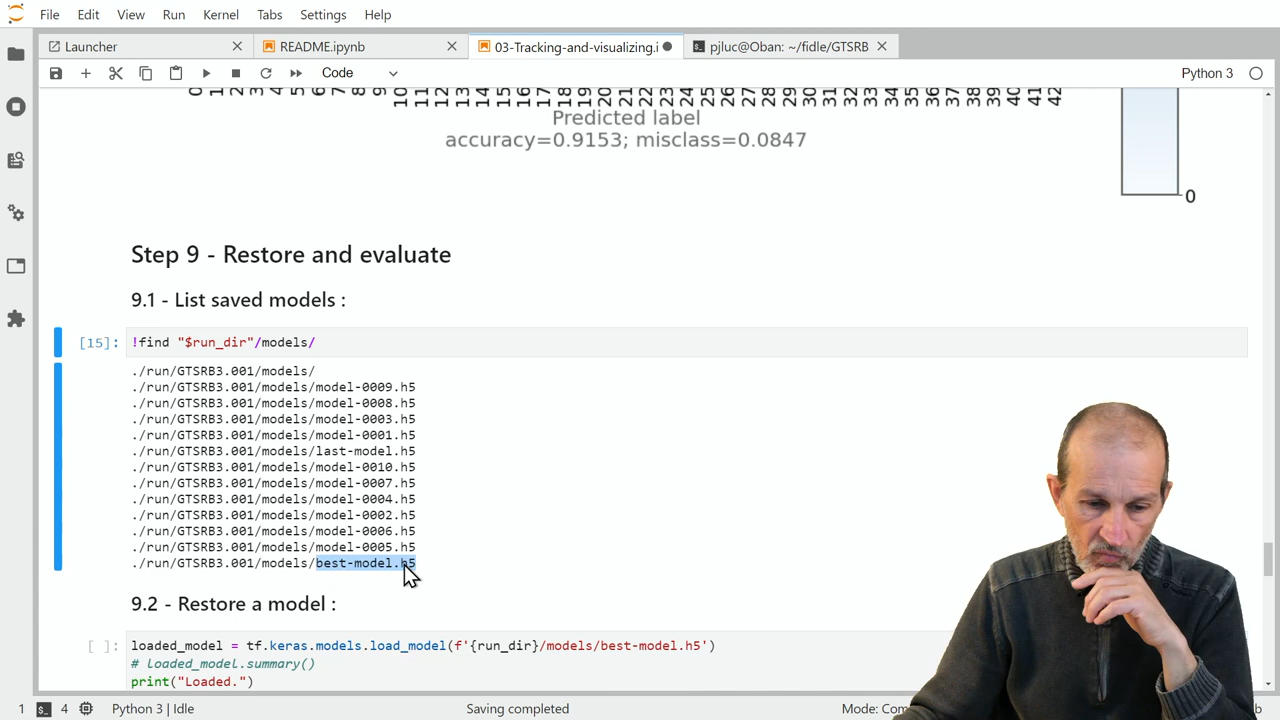 File Edit View Run Kernel Tabs Settings Help
Launcher README.ipynb 03-Tracking-and-visualizing.i pjluc@Oban: ~/fidle/GTSRB
Code Python 3
0 1 2 3 4 5 6 7 8 9 10 11 12 13 14 15 16 17 18 19 20 21 22 23 24 25 26 27 28 29 30 31 32 33 34 35 36 37 38 39 40 41 42
Predicted label
accuracy=0.9153; misclass=0.0847
0
Step 9 - Restore and evaluate
9.1 - List saved models :
[15]: !find "$run_dir"/models/
./run/GTSRB3.001/models/
./run/GTSRB3.001/models/model-0009.h5
./run/GTSRB3.001/models/model-0008.h5
./run/GTSRB3.001/models/model-0003.h5
./run/GTSRB3.001/models/model-0001.h5
./run/GTSRB3.001/models/last-model.h5
./run/GTSRB3.001/models/model-0010.h5
./run/GTSRB3.001/models/model-0007.h5
./run/GTSRB3.001/models/model-0004.h5
./run/GTSRB3.001/models/model-0002.h5
./run/GTSRB3.001/models/model-0006.h5
./run/GTSRB3.001/models/model-0005.h5
./run/GTSRB3.001/models/best-model.h5
9.2 - Restore a model :
[ ]: loaded_model = tf.keras.models.load_model(f'{run_dir}/models/best-model.h5')
# loaded_model.summary()
print("Loaded.")
1 4 Python 3 | Idle Saving completed Mode: Com